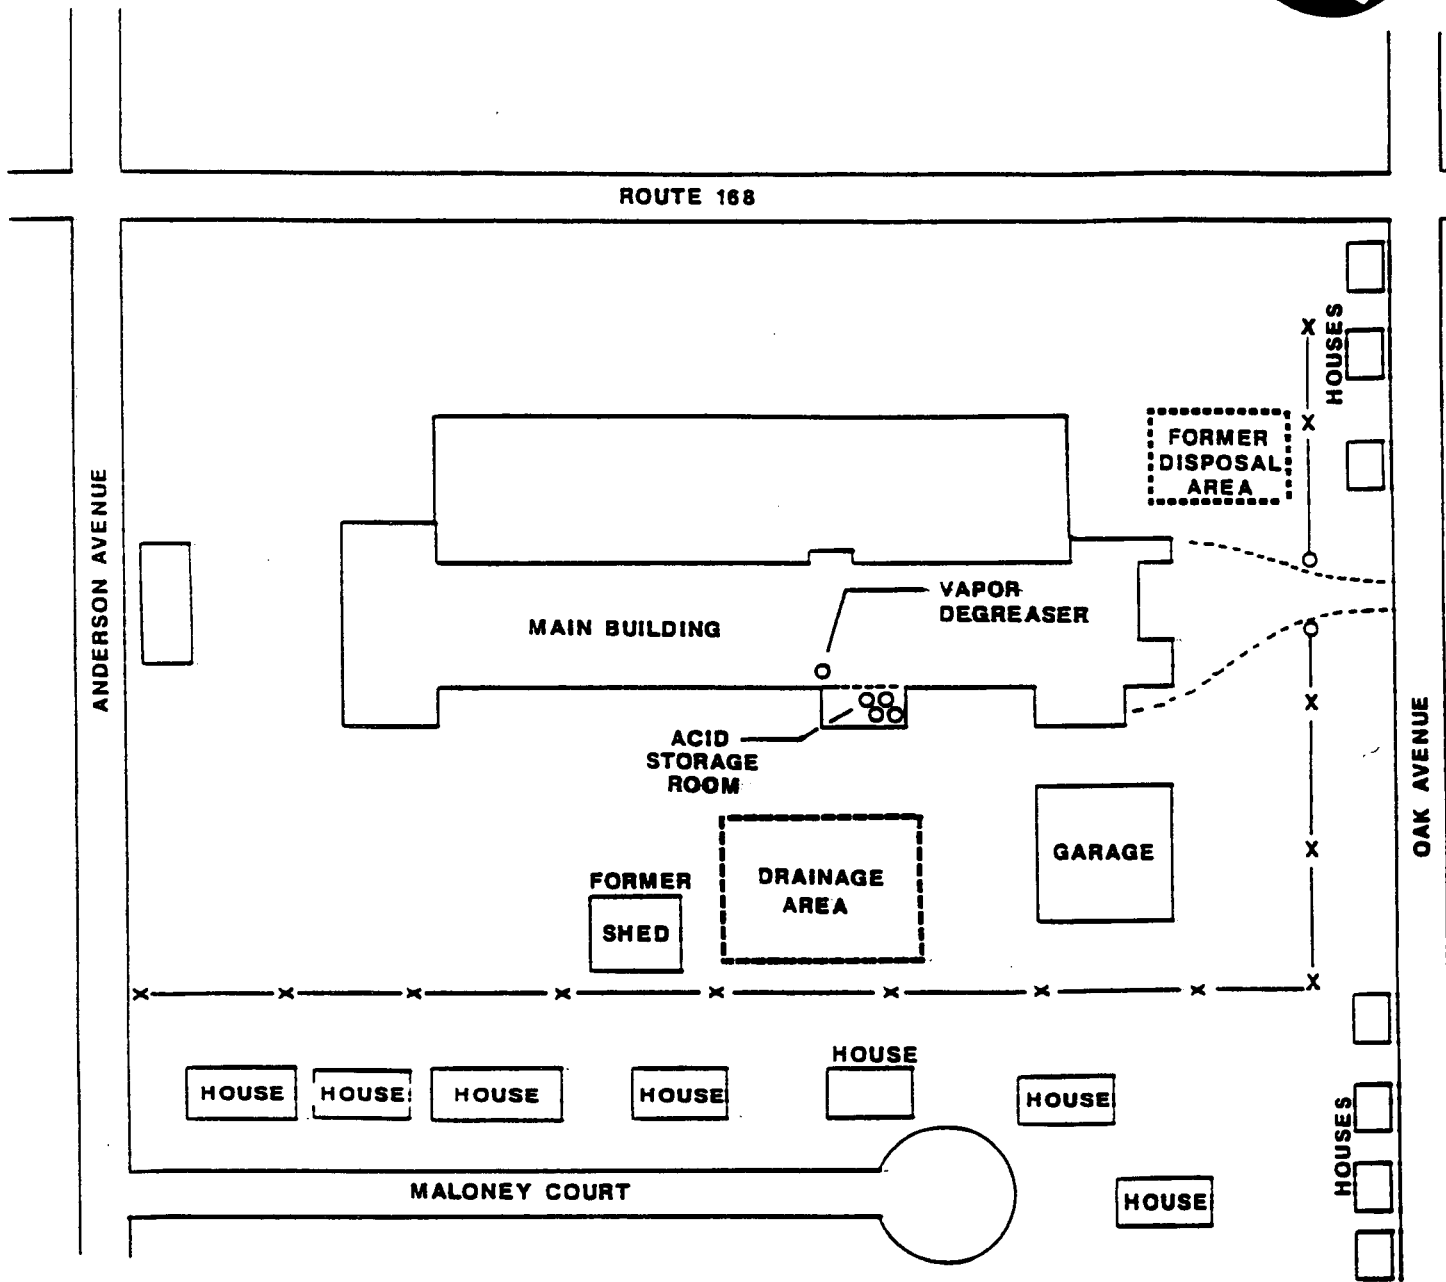 ROUTE 168
HOUSES
FORMER
DISPOSAL
AREA
ANDERSON AVENUE
VAPOR
DEGREASER
MAIN BUILDING
ACID
STORAGE
ROOM
OAK AVENUE
GARAGE
DRAINAGE
AREA
FORMER
SHED
HOUSE
HOUSE
HOUSE
HOUSE
HOUSE
HOUSE
HOUSES
MALONEY COURT
HOUSE